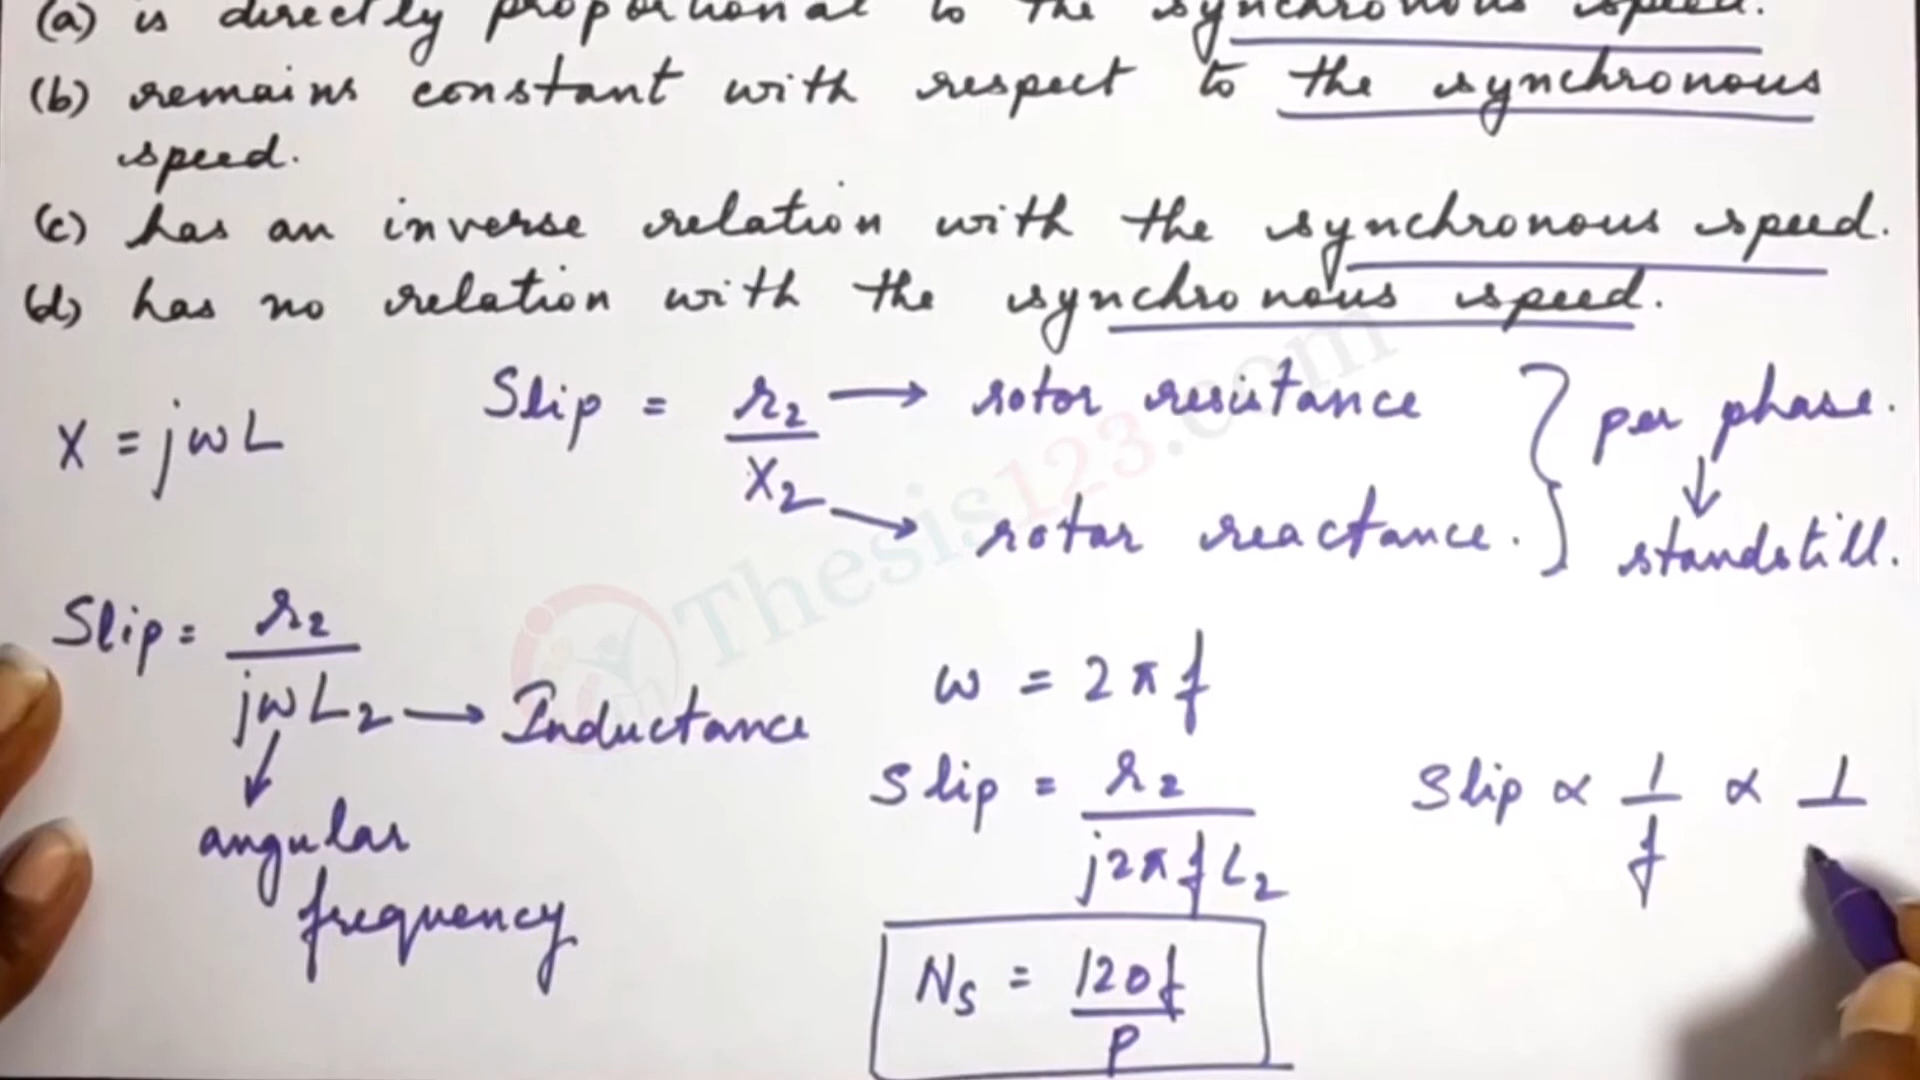 (a) is directly proportional to the synchronous speed.
(b) remains constant with respect to the synchronous
speed.
(c) has an inverse relation with the synchronous speed.
(d) has no relation with the synchronous speed.
X = jωL
Slip = r2 / X2
→ rotor resistance
→ rotor reactance.
} per phase.
↓
standstill.
Slip = r2 / jωL2 → Inductance
angular
frequency
ω = 2πf
Slip = r2 / j2πfL2
Slip ∝ 1/f ∝ 1
Ns = 120f / P
Thesis123.com